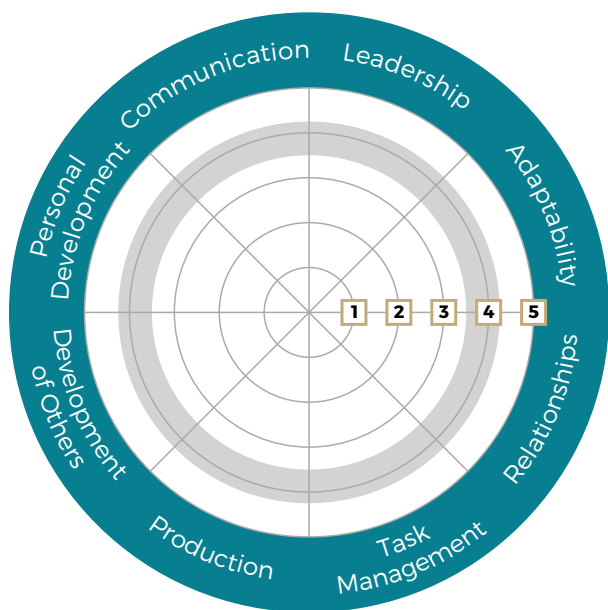 Communication
Leadership
Personal
Development
Adaptability
1
2
3
4
5
Development
of Others
Relationships
Production
Task
Management